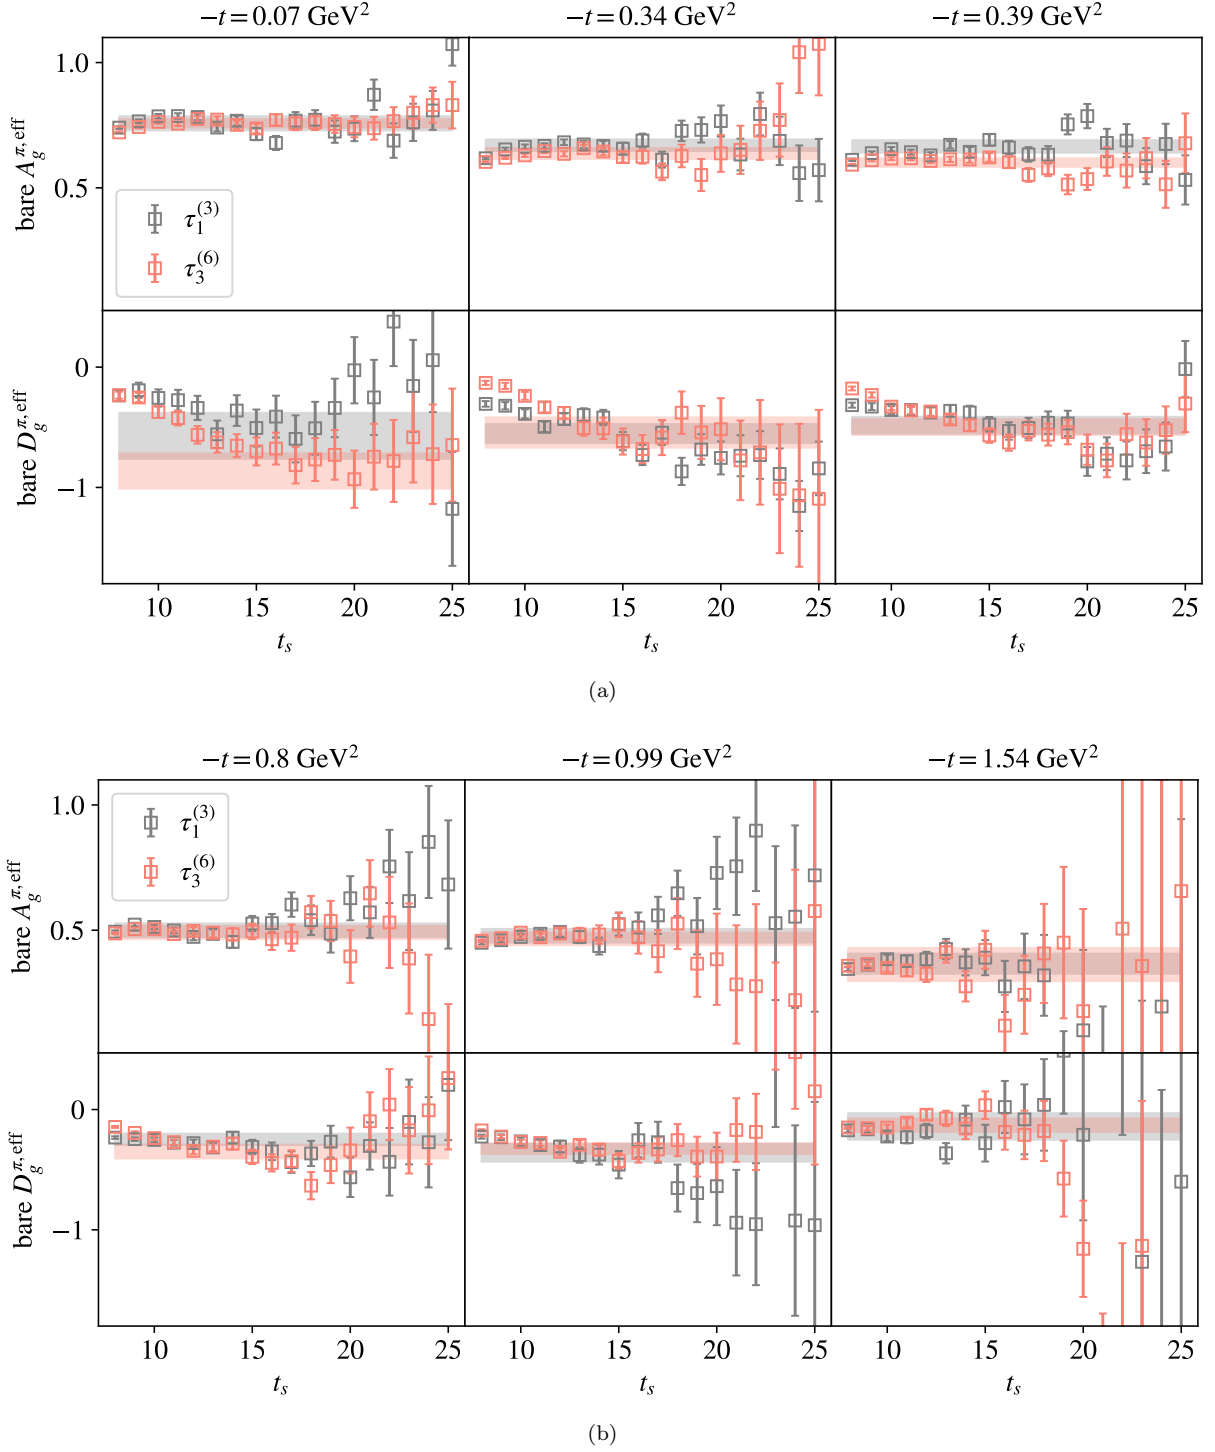 −t = 0.07 GeV² −t = 0.34 GeV² −t = 0.39 GeV²
bare A_g^{π,eff}
1.0
0.5
τ₁⁽³⁾
τ₃⁽⁶⁾
bare D_g^{π,eff}
0
−1
10 15 20 25 10 15 20 25 10 15 20 25
t_s t_s t_s
(a)
−t = 0.8 GeV² −t = 0.99 GeV² −t = 1.54 GeV²
bare A_g^{π,eff}
1.0
0.5
τ₁⁽³⁾
τ₃⁽⁶⁾
bare D_g^{π,eff}
0
−1
10 15 20 25 10 15 20 25 10 15 20 25
t_s t_s t_s
(b)